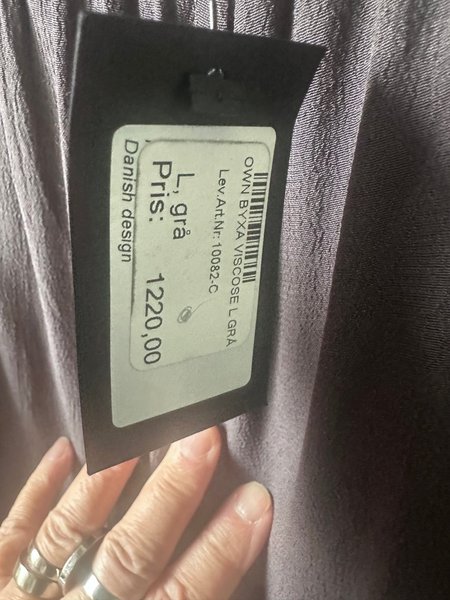 OWN BYXA VISCOSE L GRÅ
Lev.Art.Nr: 10082-C
L, grå
Pris: 1220,00
Danish design